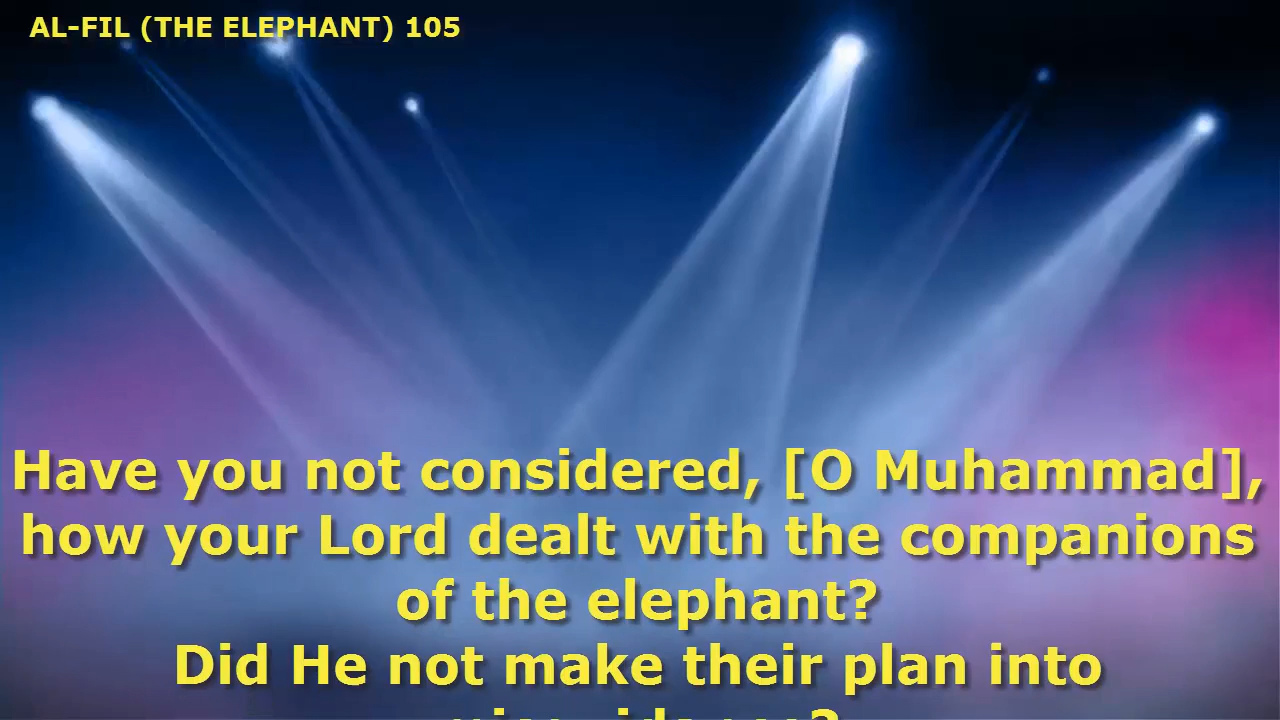 AL-FIL (THE ELEPHANT) 105
Have you not considered, [O Muhammad],
how your Lord dealt with the companions
of the elephant?
Did He not make their plan into
misguidance?